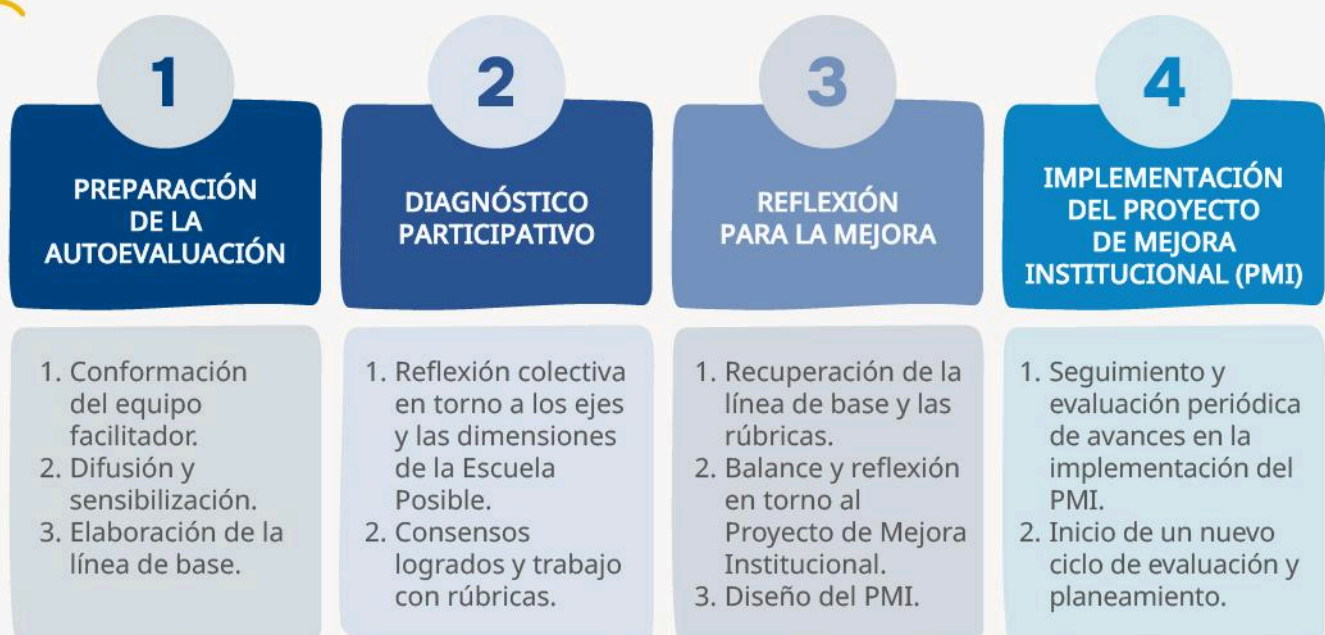 1
PREPARACIÓN
DE LA
AUTOEVALUACIÓN
1. Conformación
del equipo
facilitador.
2. Difusión y
sensibilización.
3. Elaboración de la
línea de base.
2
DIAGNÓSTICO
PARTICIPATIVO
1. Reflexión colectiva
en torno a los ejes
y las dimensiones
de la Escuela
Posible.
2. Consensos
logrados y trabajo
con rúbricas.
3
REFLEXIÓN
PARA LA MEJORA
1. Recuperación de la
línea de base y las
rúbricas.
2. Balance y reflexión
en torno al
Proyecto de Mejora
Institucional.
3. Diseño del PMI.
4
IMPLEMENTACIÓN
DEL PROYECTO
DE MEJORA
INSTITUCIONAL (PMI)
1. Seguimiento y
evaluación periódica
de avances en la
implementación del
PMI.
2. Inicio de un nuevo
ciclo de evaluación y
planeamiento.